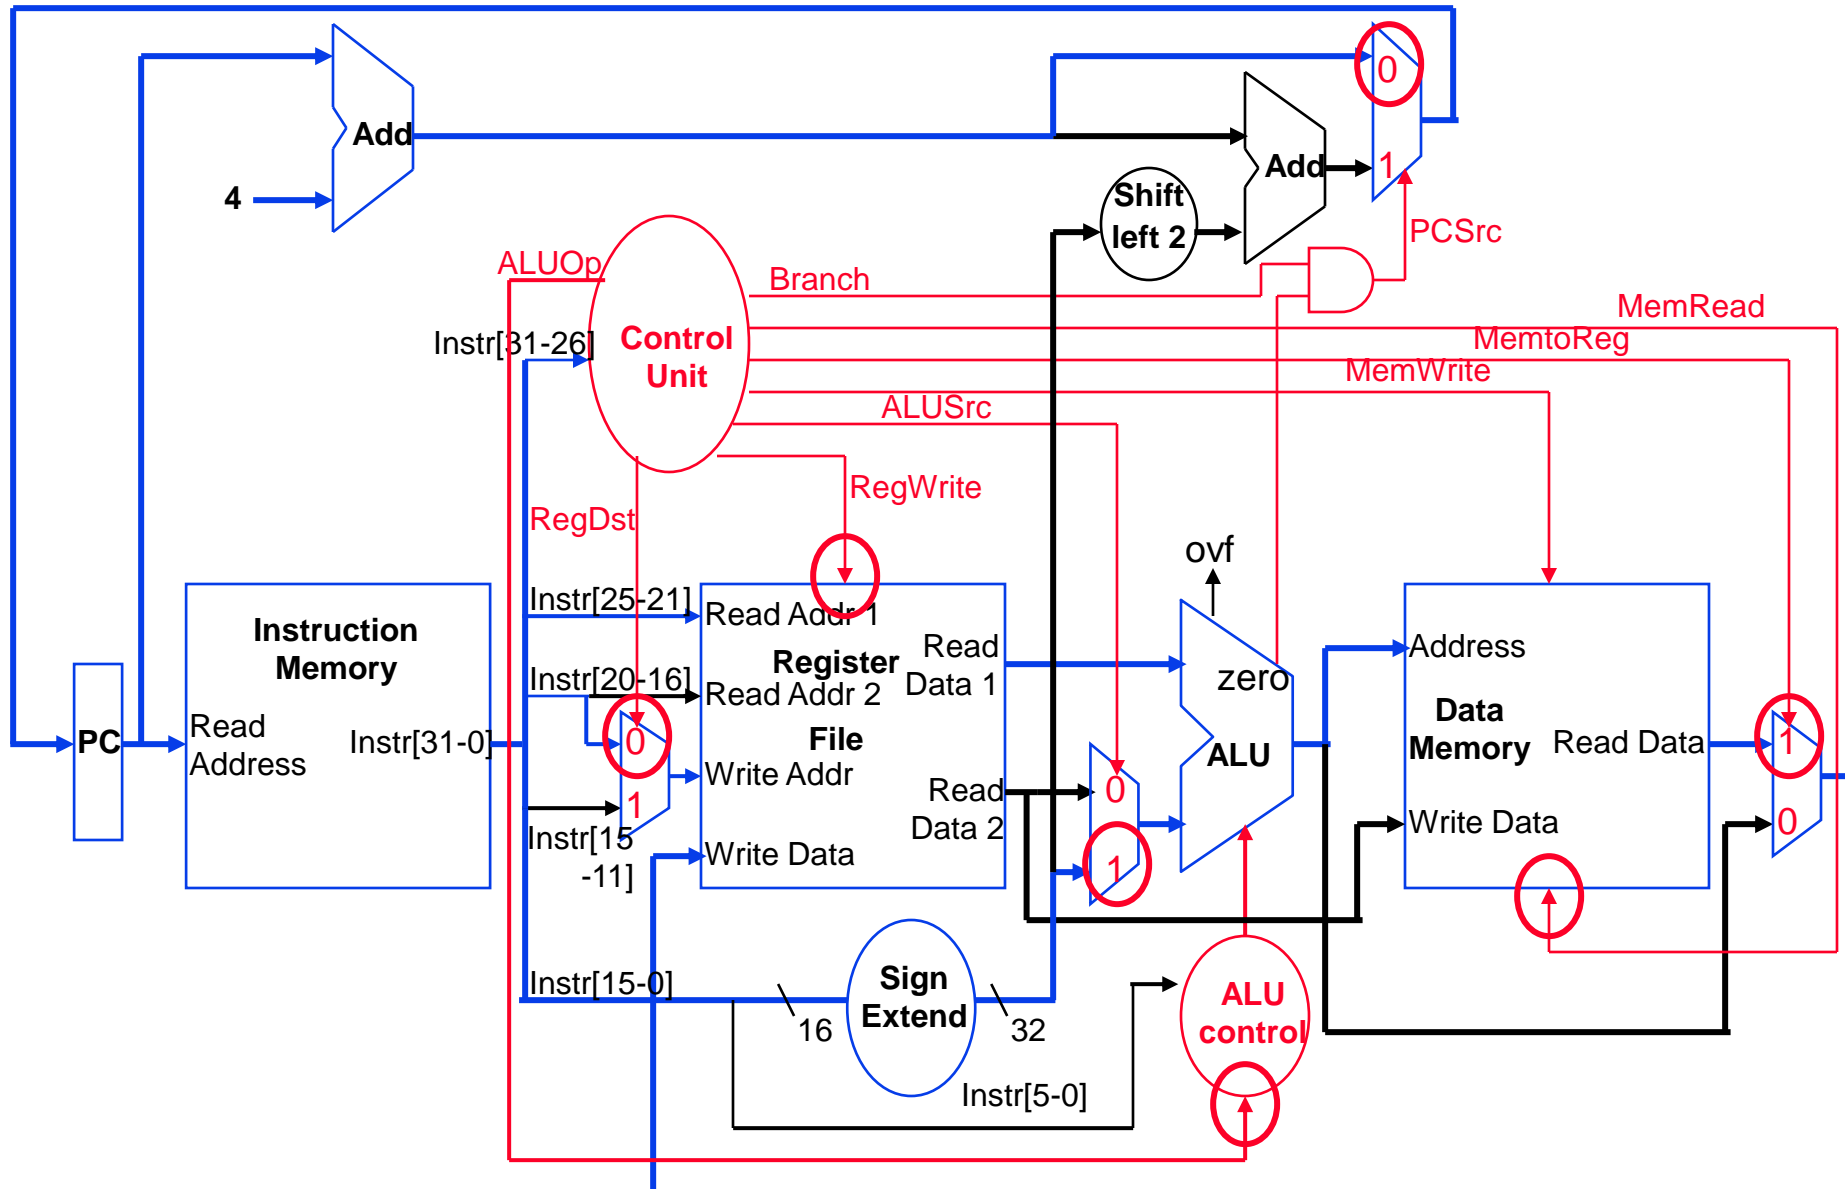 0
Add
Add
1
4
Shift
left 2
PCSrc
ALUOp
Branch
MemRead
Instr[31-26]
Control
Unit
MemtoReg
MemWrite
ALUSrc
RegWrite
RegDst
ovf
Instr[25-21]
Read Addr 1
Instruction
Memory
Register
Read
Data 1
Address
Instr[20-16]
Read Addr 2
zero
PC
Read
Address
Instr[31-0]
0
File
ALU
Data
Memory
Read Data
1
Write Addr
1
Read
Data 2
0
Instr[15
-11]
Write Data
1
Write Data
0
Instr[15-0]
16
Sign
Extend
32
ALU
control
Instr[5-0]